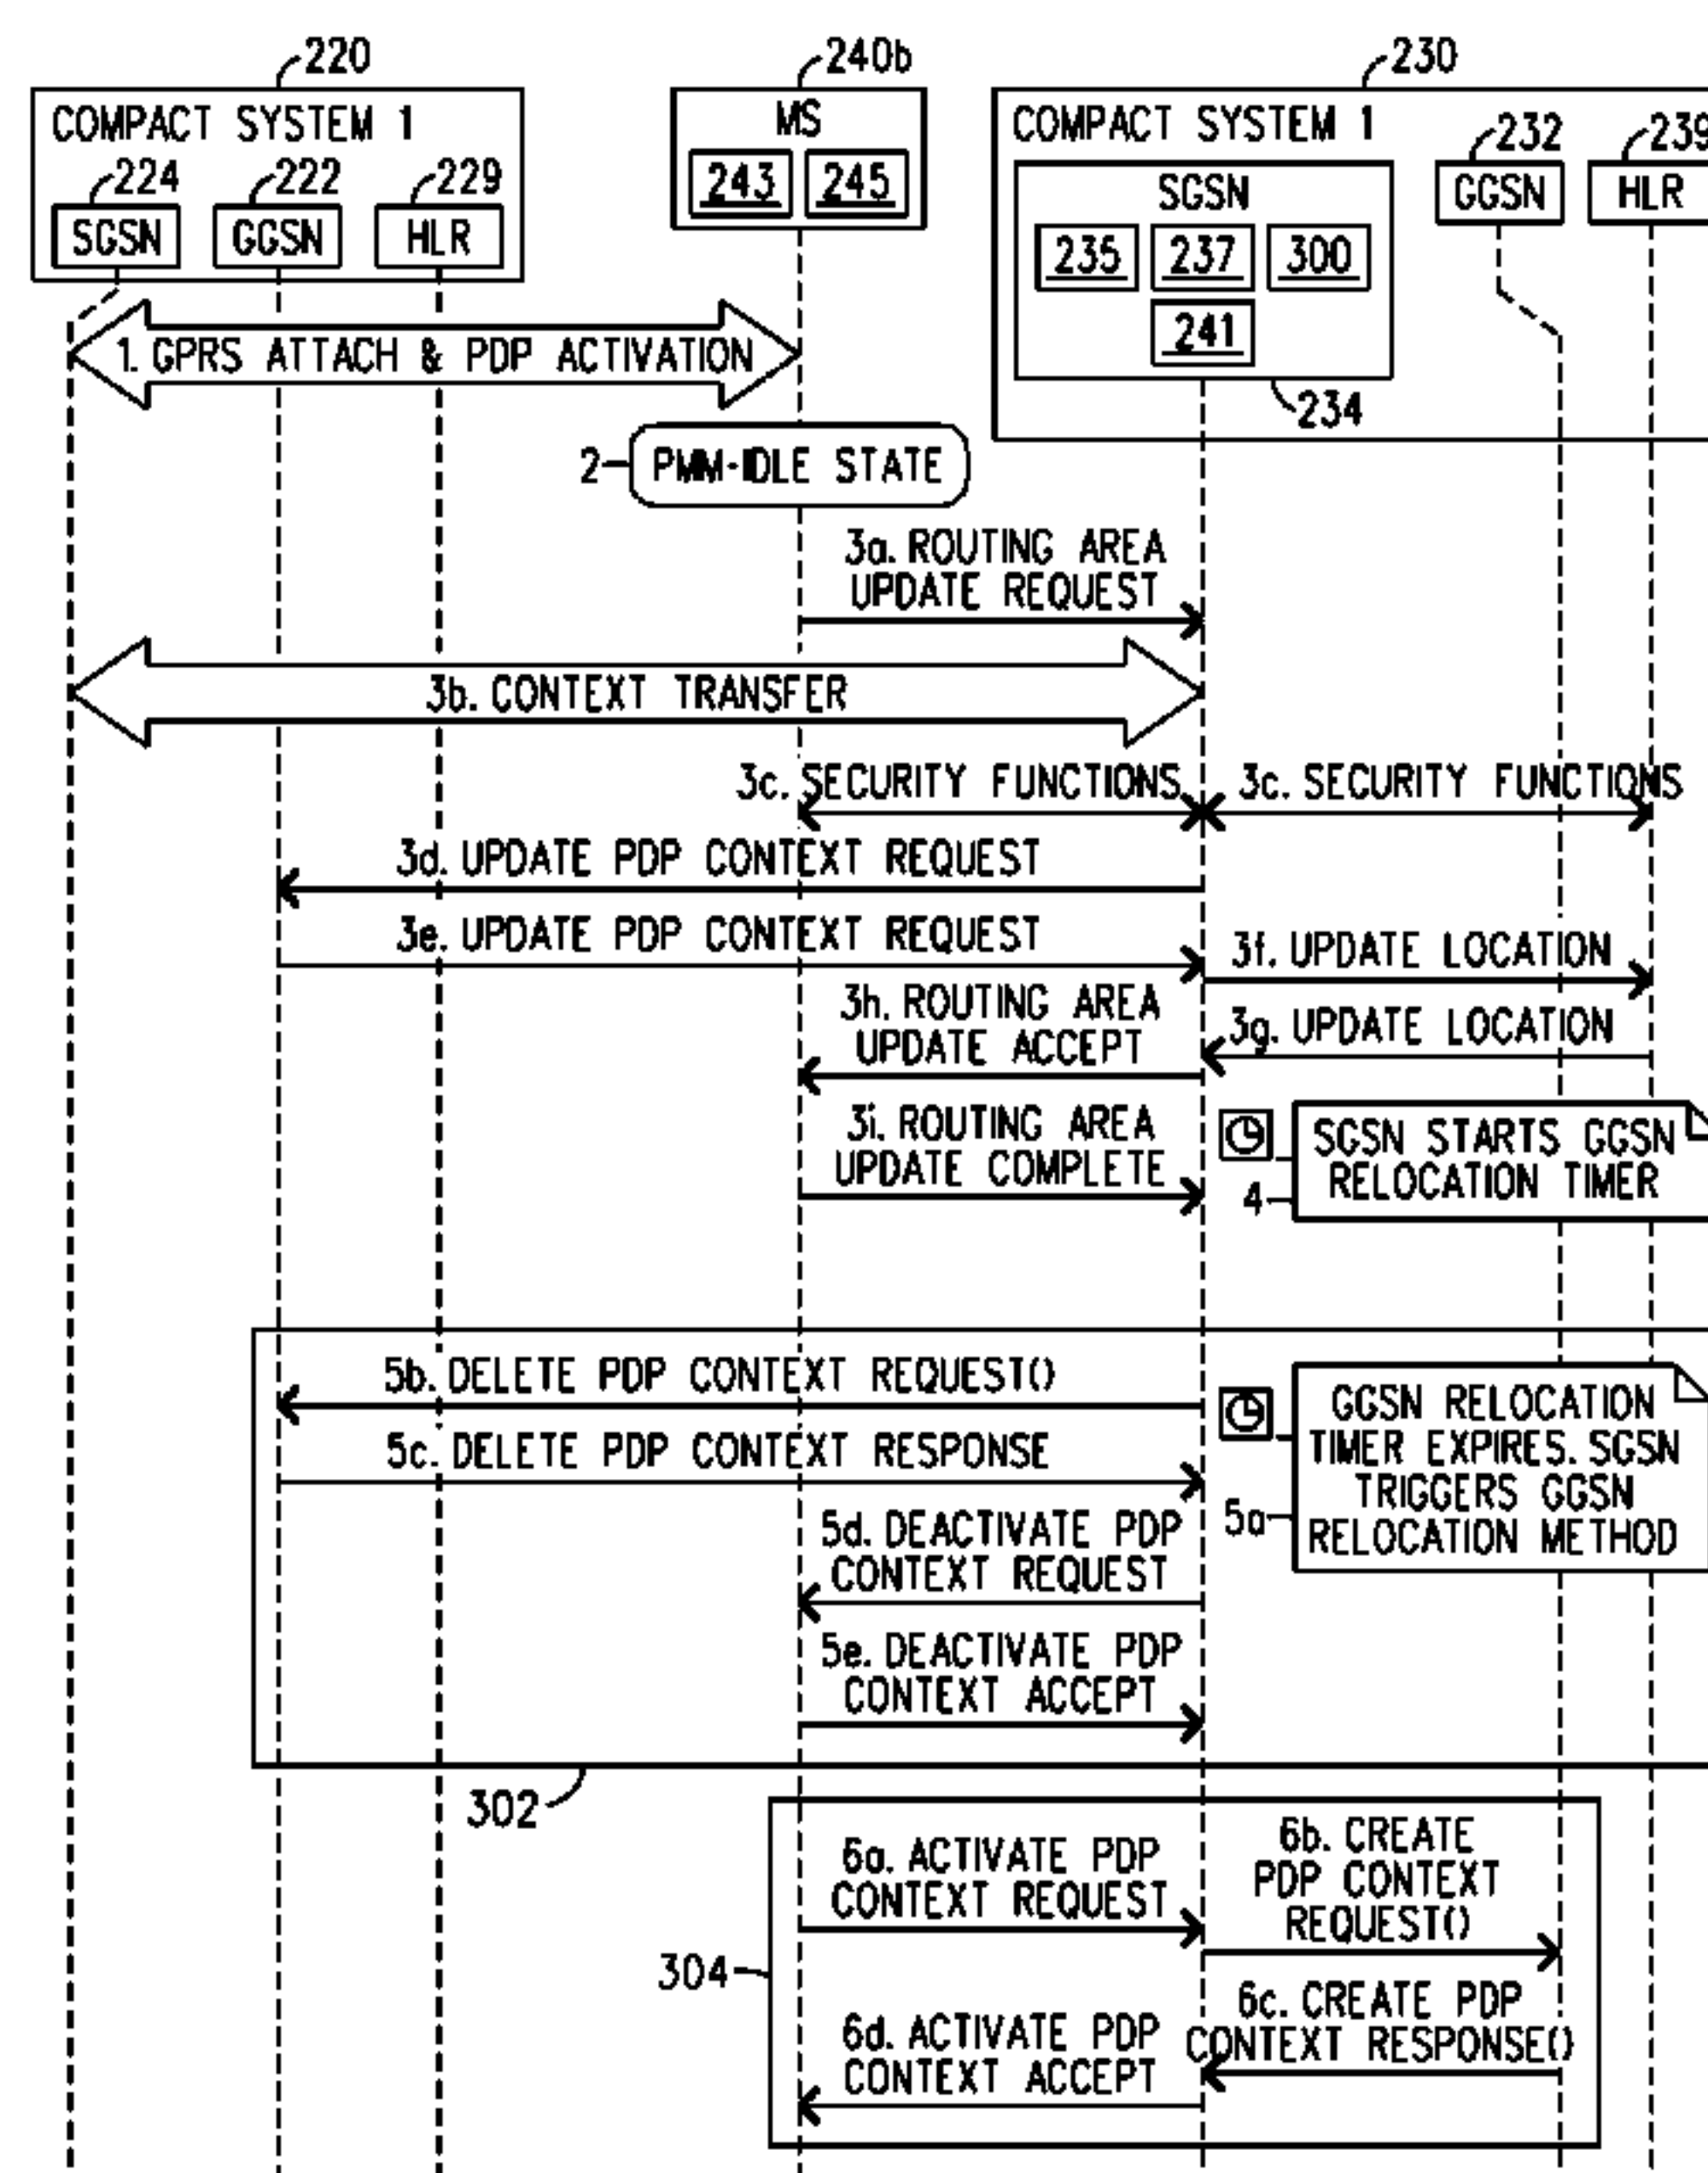 220
240b
230
COMPACT SYSTEM 1
MS
COMPACT SYSTEM 1
224
222
229
232
239
SGSN
GGSN
HLR
243
245
SGSN
GGSN
HLR
235
237
300
241
234
1. GPRS ATTACH & PDP ACTIVATION
2
PMM-IDLE STATE
3a. ROUTING AREA
UPDATE REQUEST
3b. CONTEXT TRANSFER
3c. SECURITY FUNCTIONS
3c. SECURITY FUNCTIONS
3d. UPDATE PDP CONTEXT REQUEST
3e. UPDATE PDP CONTEXT REQUEST
3f. UPDATE LOCATION
3h. ROUTING AREA
UPDATE ACCEPT
3g. UPDATE LOCATION
3i. ROUTING AREA
UPDATE COMPLETE
SGSN STARTS GGSN
RELOCATION TIMER
4
5b. DELETE PDP CONTEXT REQUEST()
5c. DELETE PDP CONTEXT RESPONSE
GGSN RELOCATION
TIMER EXPIRES. SGSN
TRIGGERS GGSN
RELOCATION METHOD
5a
5d. DEACTIVATE PDP
CONTEXT REQUEST
5e. DEACTIVATE PDP
CONTEXT ACCEPT
302
6a. ACTIVATE PDP
CONTEXT REQUEST
6b. CREATE
PDP CONTEXT
REQUEST()
304
6c. CREATE PDP
CONTEXT RESPONSE()
6d. ACTIVATE PDP
CONTEXT ACCEPT